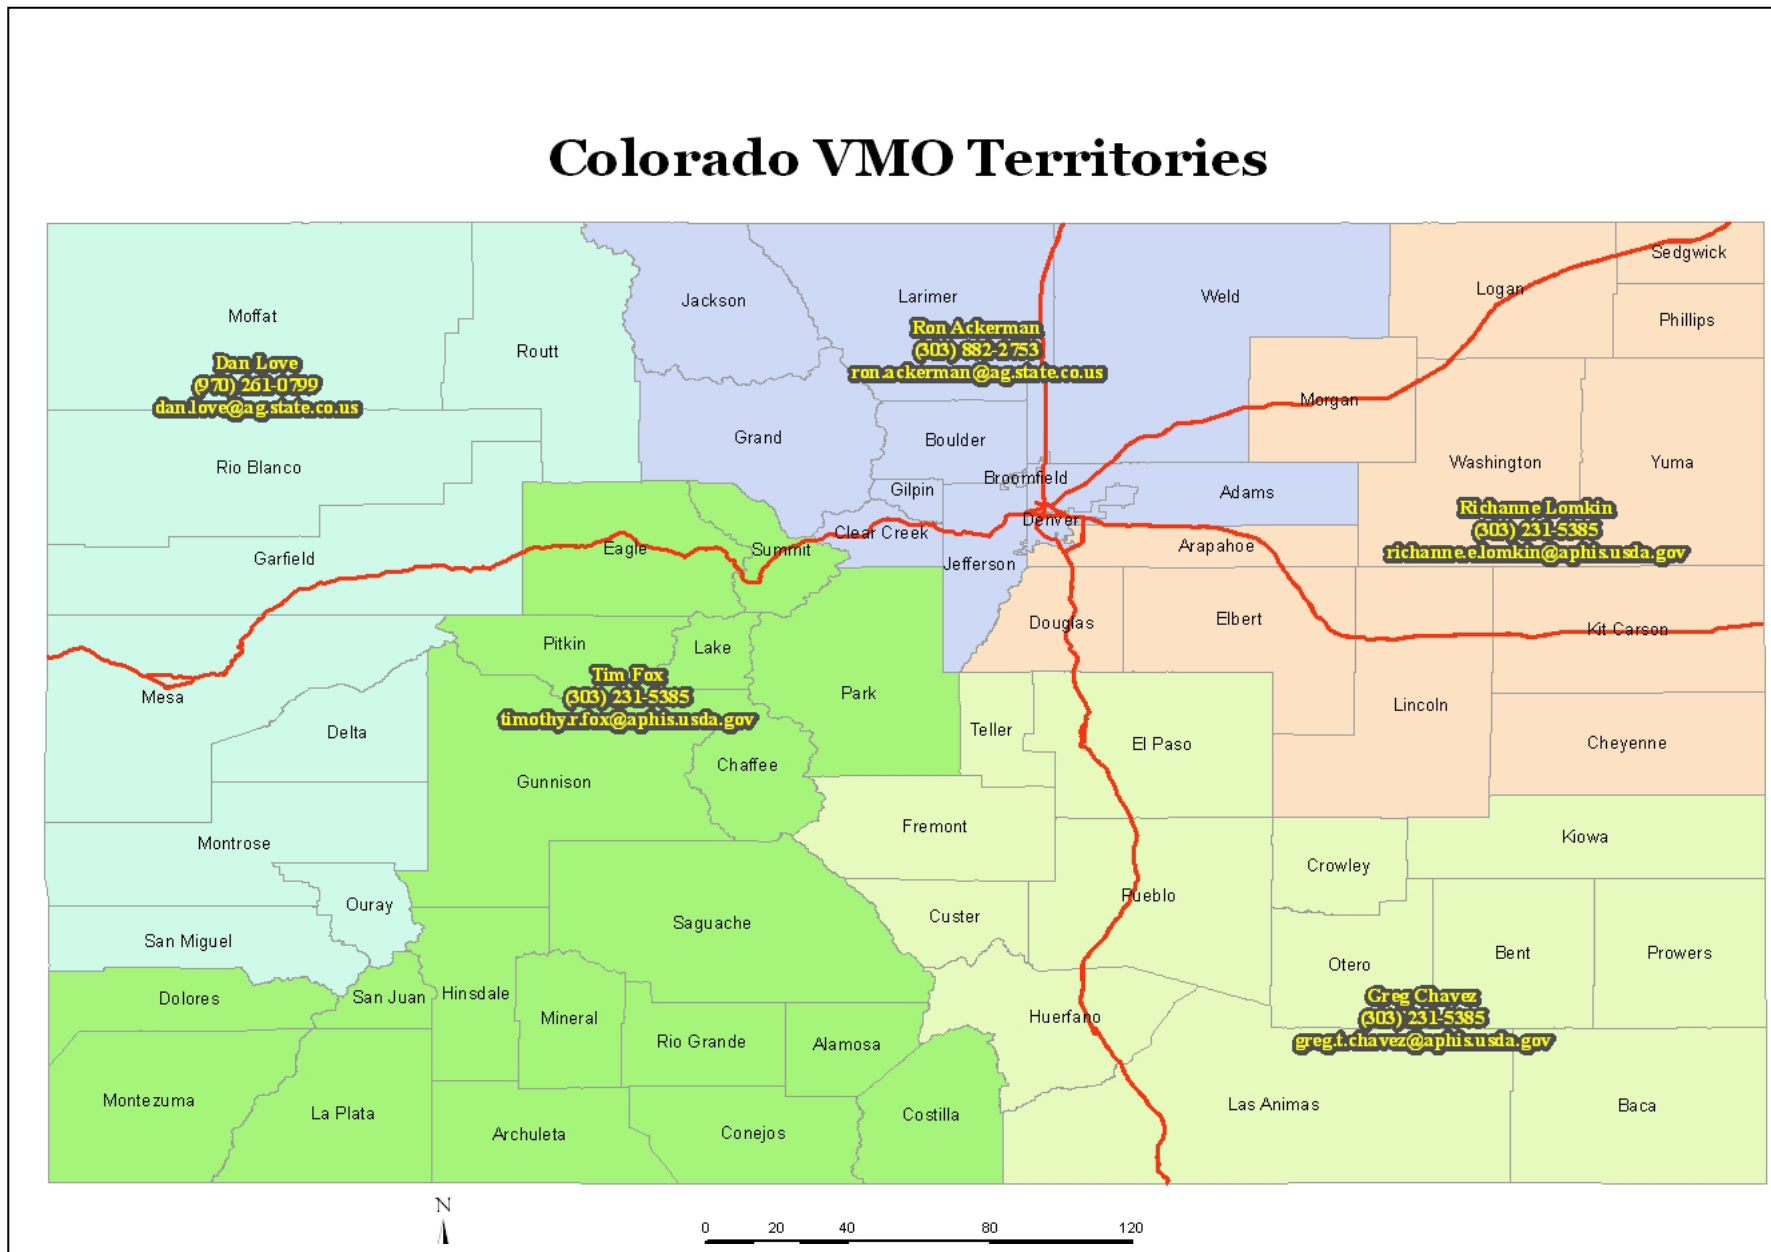 Colorado VMO Territories
Sedgwick
Logan
Jackson
Larimer
Weld
Moffat
Phillips
Ron Ackerman
(303) 882-2753
ron.ackerman@ag.state.co.us
Routt
Dan Love
(970) 261-0799
dan.love@ag.state.co.us
Morgan
Grand
Boulder
Rio Blanco
Washington
Yuma
Broomfield
Gilpin
Adams
Richanne Lomkin
(303) 231-5385
richanne.e.lomkin@aphis.usda.gov
Denver
Clear Creek
Eagle
Summit
Arapahoe
Garfield
Jefferson
Douglas
Elbert
Kit Carson
Pitkin
Lake
Tim Fox
(303) 231-5385
timothy.r.fox@aphis.usda.gov
Mesa
Park
Lincoln
Delta
Teller
El Paso
Cheyenne
Chaffee
Gunnison
Fremont
Kiowa
Montrose
Crowley
Pueblo
Ouray
Custer
Saguache
San Miguel
Bent
Prowers
Otero
Dolores
San Juan
Hinsdale
Greg Chavez
(303) 231-5385
greg.t.chavez@aphis.usda.gov
Mineral
Huerfano
Rio Grande
Alamosa
Montezuma
La Plata
Costilla
Las Animas
Baca
Archuleta
Conejos
N
0 20 40 80 120